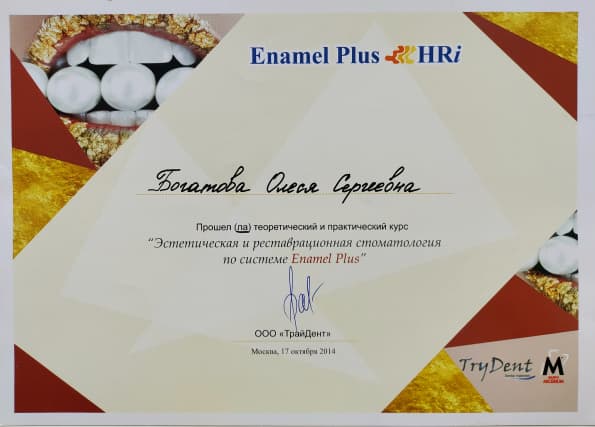 Enamel Plus HRi
Богатова Олеся Сергеевна
Прошел (ла) теоретический и практический курс
“Эстетическая и реставрационная стоматология
по системе Enamel Plus”
ООО «ТрайДент»
Москва, 17 октября 2014
TryDent M